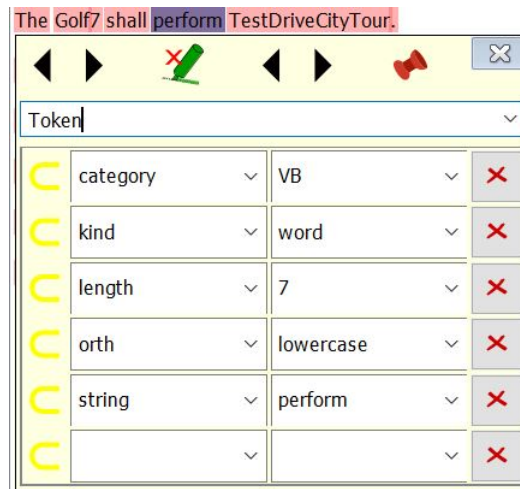 The Golf7 shall perform TestDriveCityTour.
Token
category VB
kind word
length 7
orth lowercase
string perform